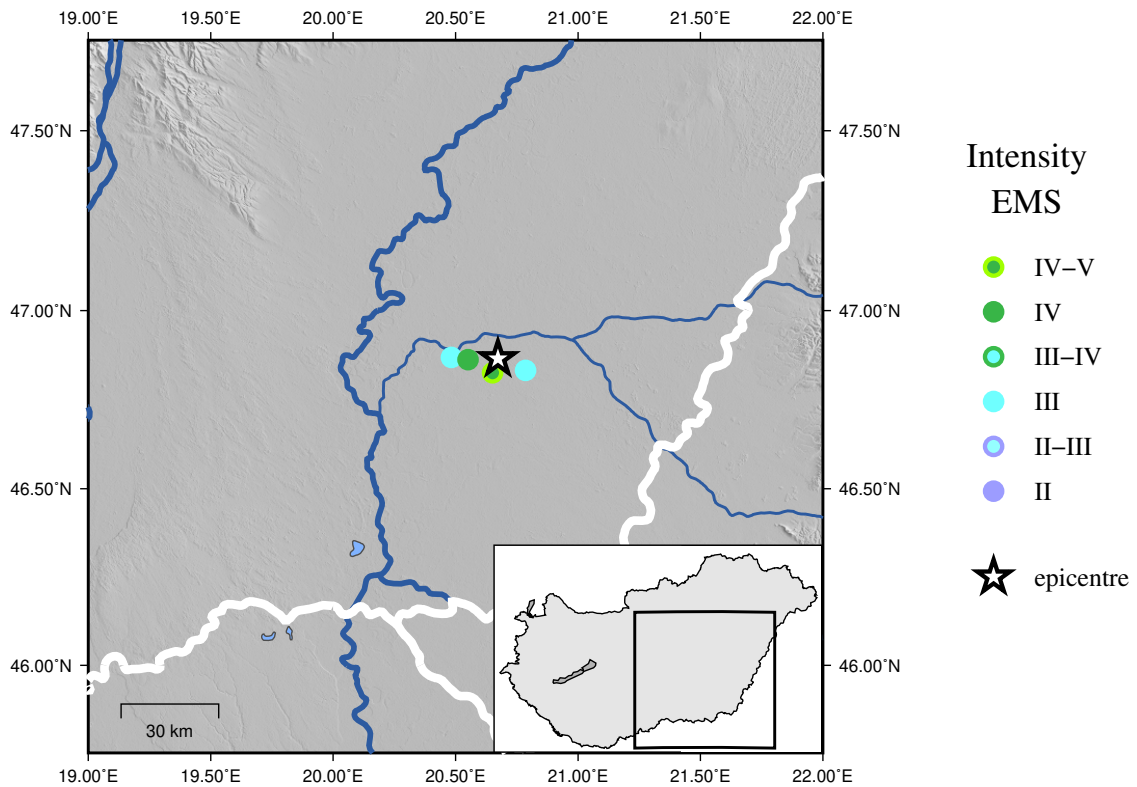 19.00°E 19.50°E 20.00°E 20.50°E 21.00°E 21.50°E 22.00°E
47.50°N 47.50°N
47.00°N 47.00°N
46.50°N 46.50°N
46.00°N 46.00°N
30 km
19.00°E 19.50°E 20.00°E 20.50°E 21.00°E 21.50°E 22.00°E
Intensity
EMS
IV–V
IV
III–IV
III
II–III
II
epicentre